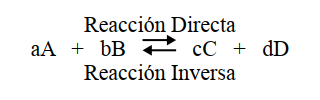 Reacción Directa
aA + bB ⇄ cC + dD
Reacción Inversa